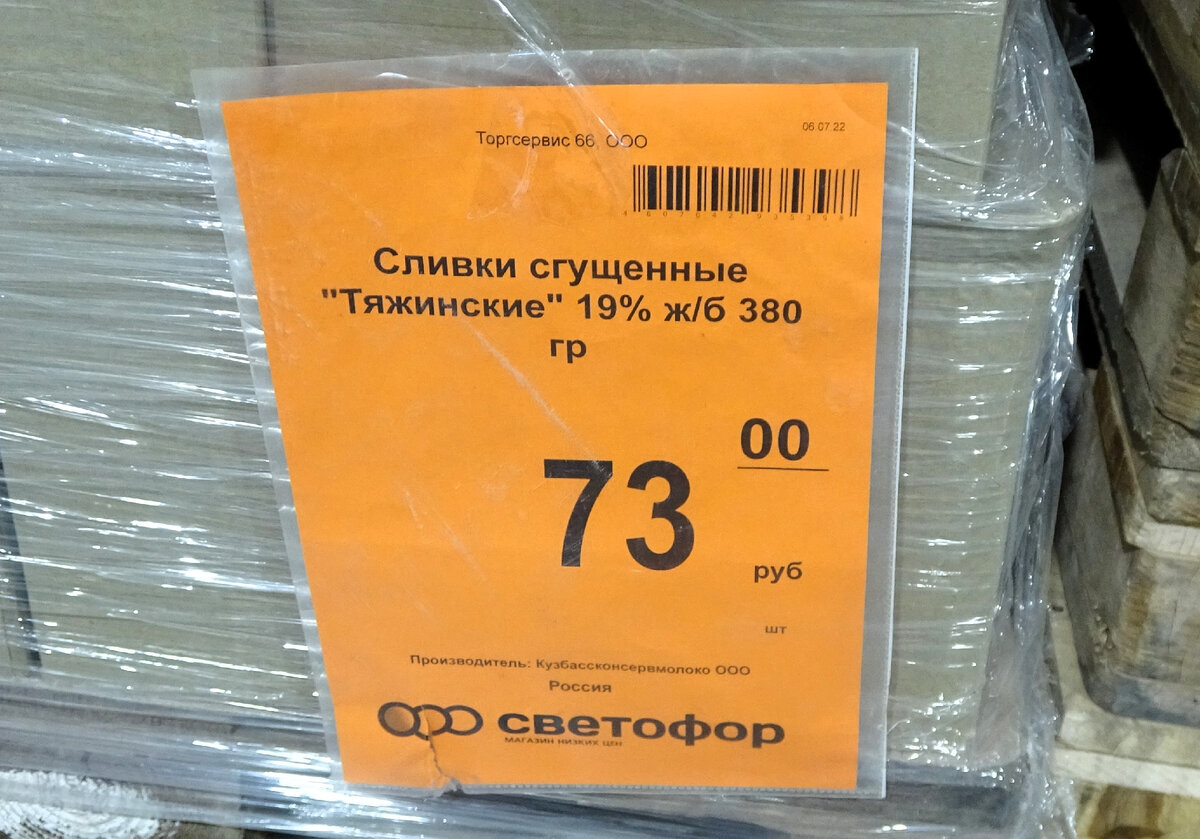 Торгсервис 66, ООО
06 07 22
Сливки сгущенные
"Тяжинские" 19% ж/б 380
гр
00
73
руб
шт
Производитель: Кузбассконсервмолоко ООО
Россия
светофор
МАГАЗИН НИЗКИХ ЦЕН